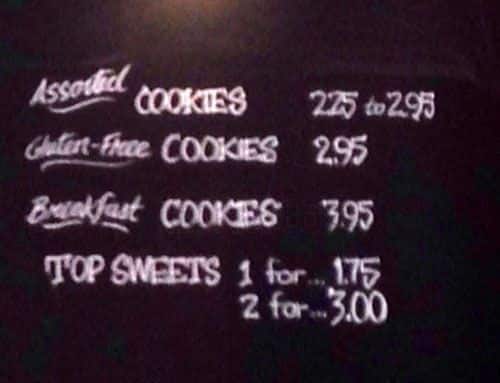 Assorted COOKIES 2.25 to 2.95
Gluten-Free COOKIES 2.95
Breakfast COOKIES 3.95
TOP SWEETS 1 for... 1.75
2 for... 3.00